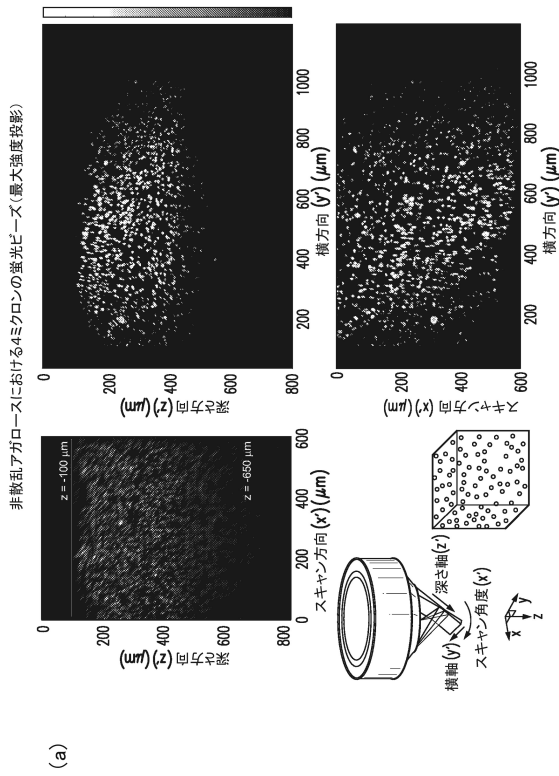 (a)
非散乱アガロースにおける4ミクロンの蛍光ビーズ(最大強度投影)
0
200
400
600
800
深さ方向 (z') (μm)
z = -100 μm
z = -650 μm
0
200
400
600
スキャン方向 (x') (μm)
0
200
400
600
800
深さ方向 (z') (μm)
200
400
600
800
1000
横方向 (y') (μm)
横軸 (y')
深さ軸 (z')
スキャン角度 (x')
x
y
z
600
400
200
0
スキャン方向 (x') (μm)
200
400
600
800
1000
横方向 (y') (μm)